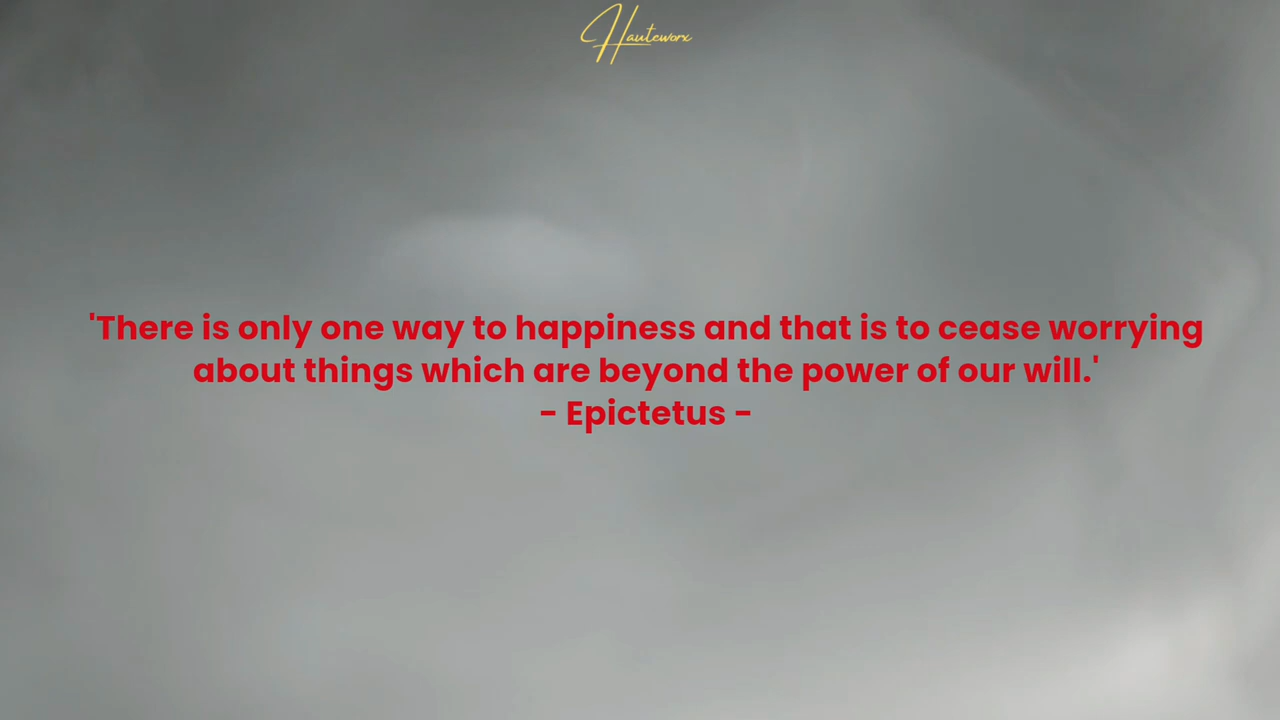 Hauteworx
'There is only one way to happiness and that is to cease worrying
about things which are beyond the power of our will.'
- Epictetus -